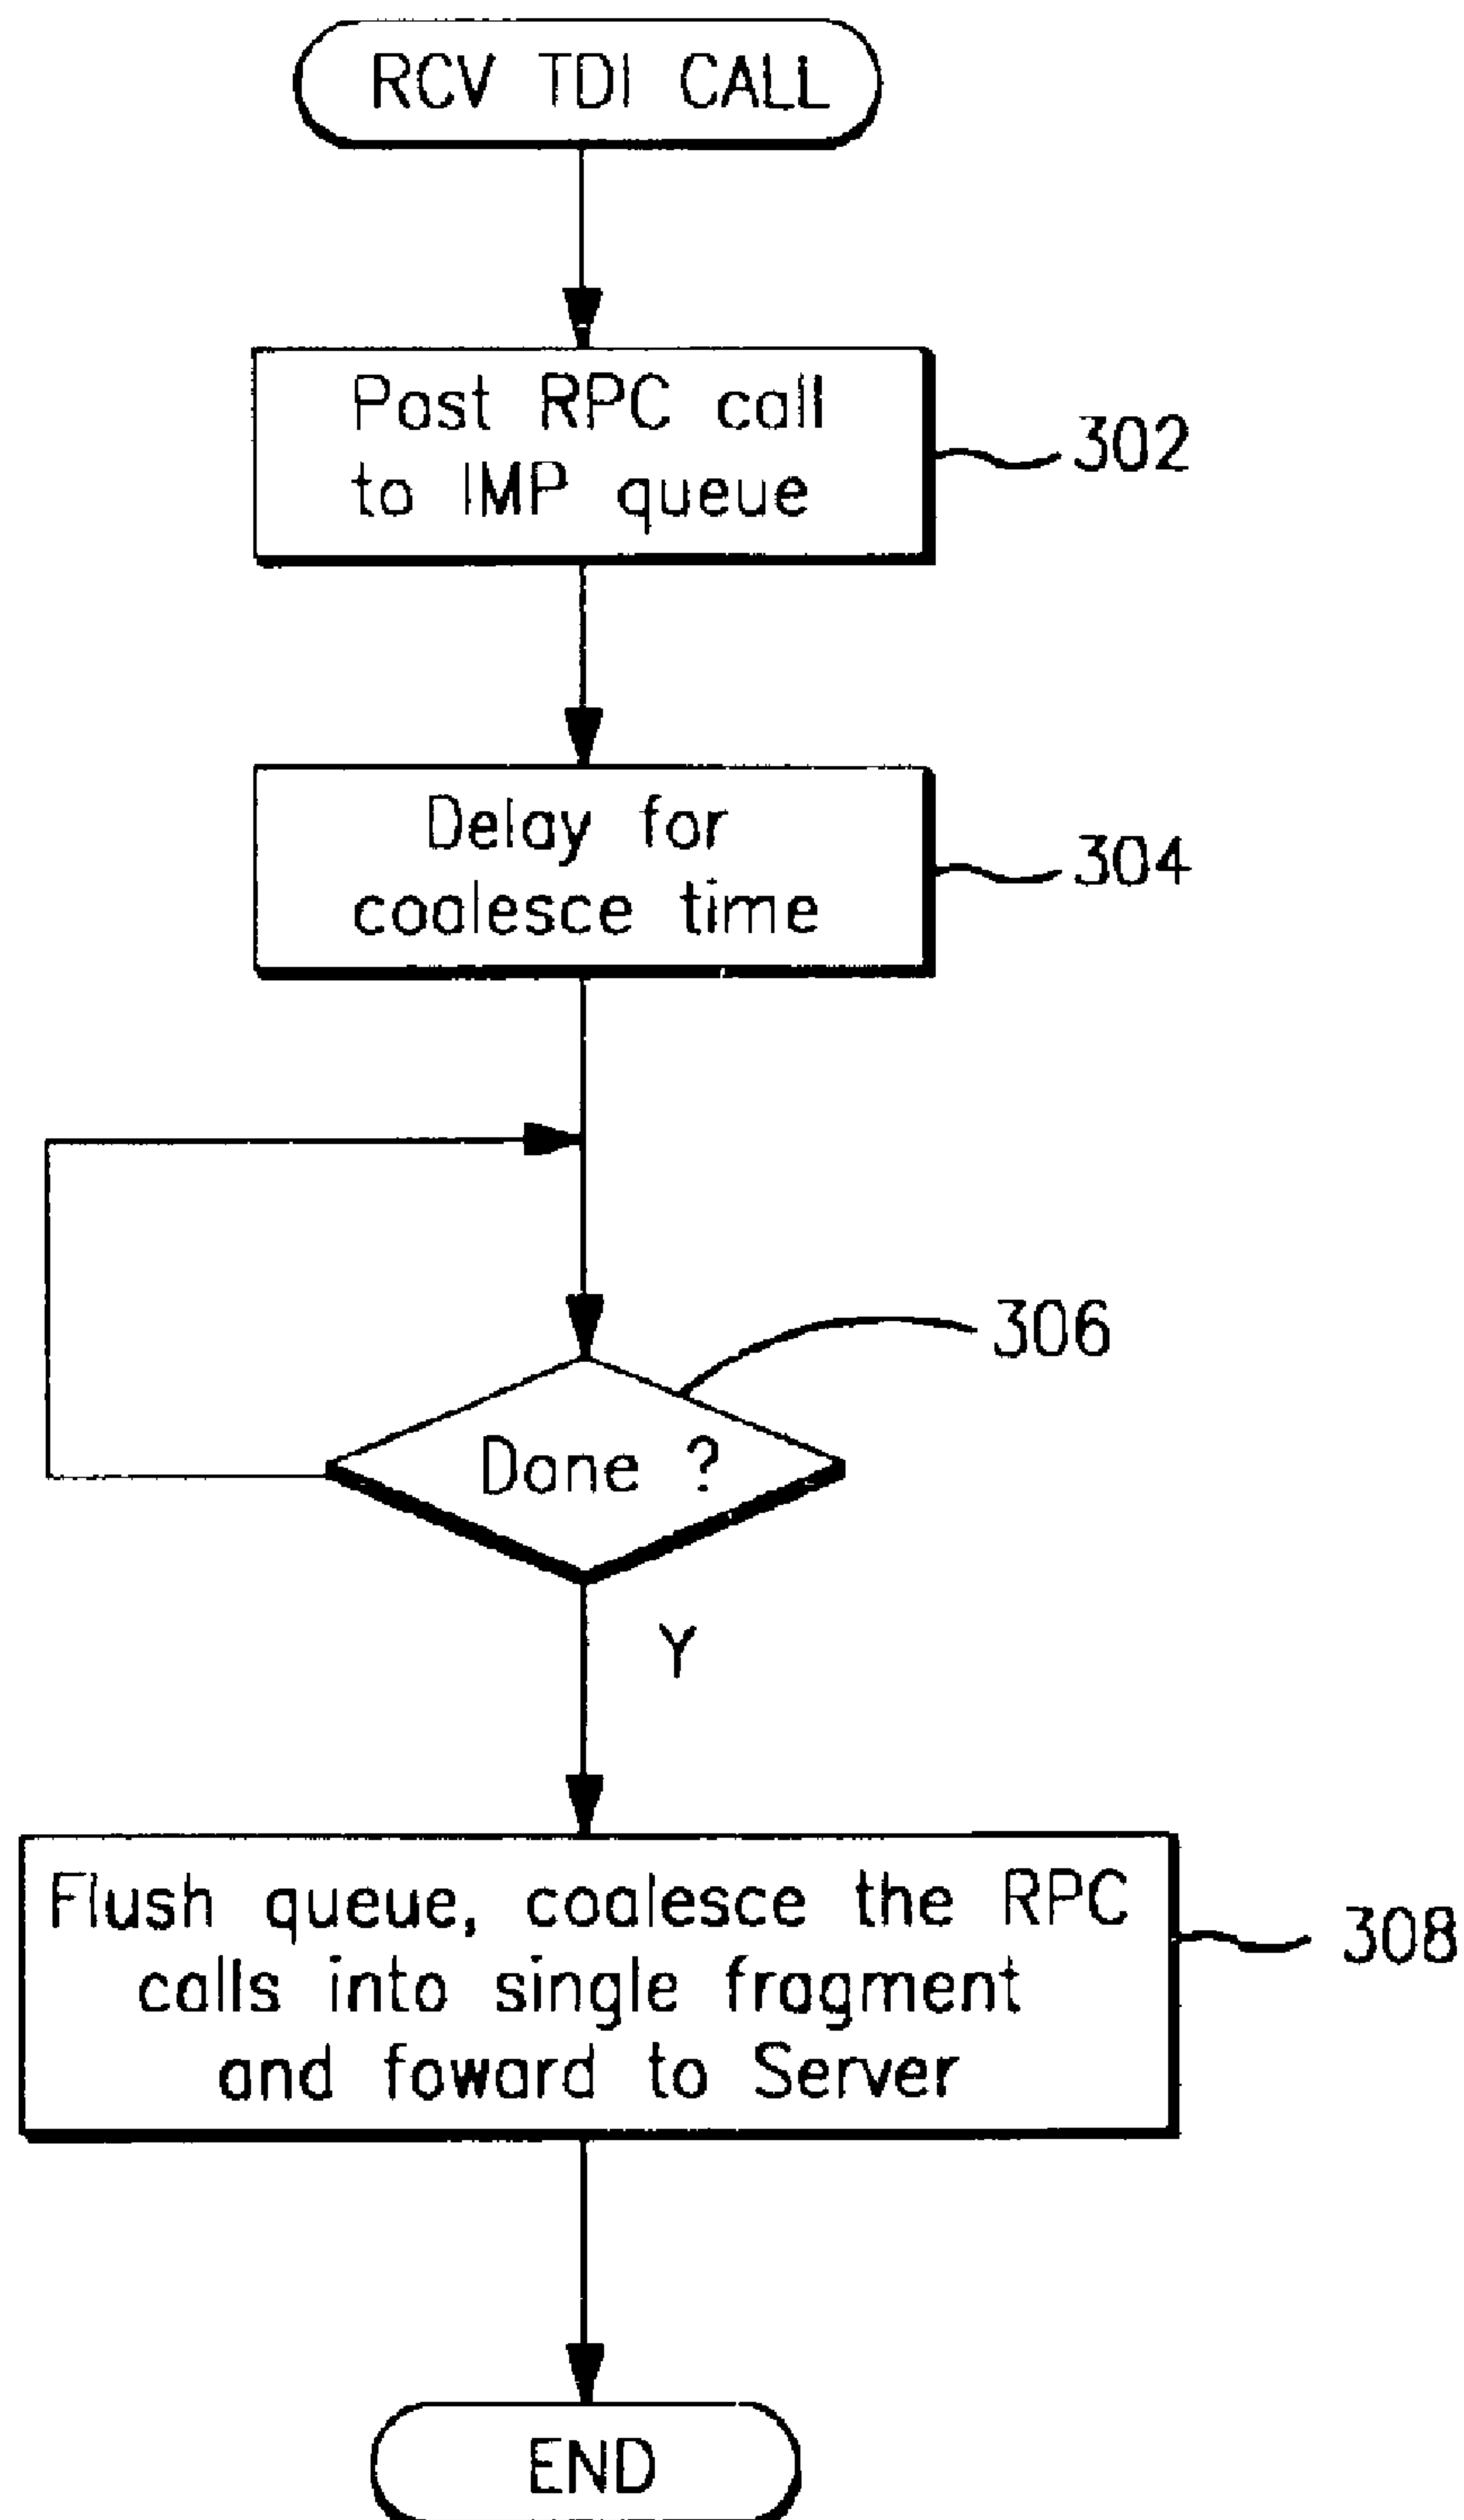 RCV TDI CALL
Post RPC call
to IMP queue
302
Delay for
coalesce time
304
306
Done ?
Y
Flush queue, coalesce the RPC
calls into single fragment
and foward to Server
308
END